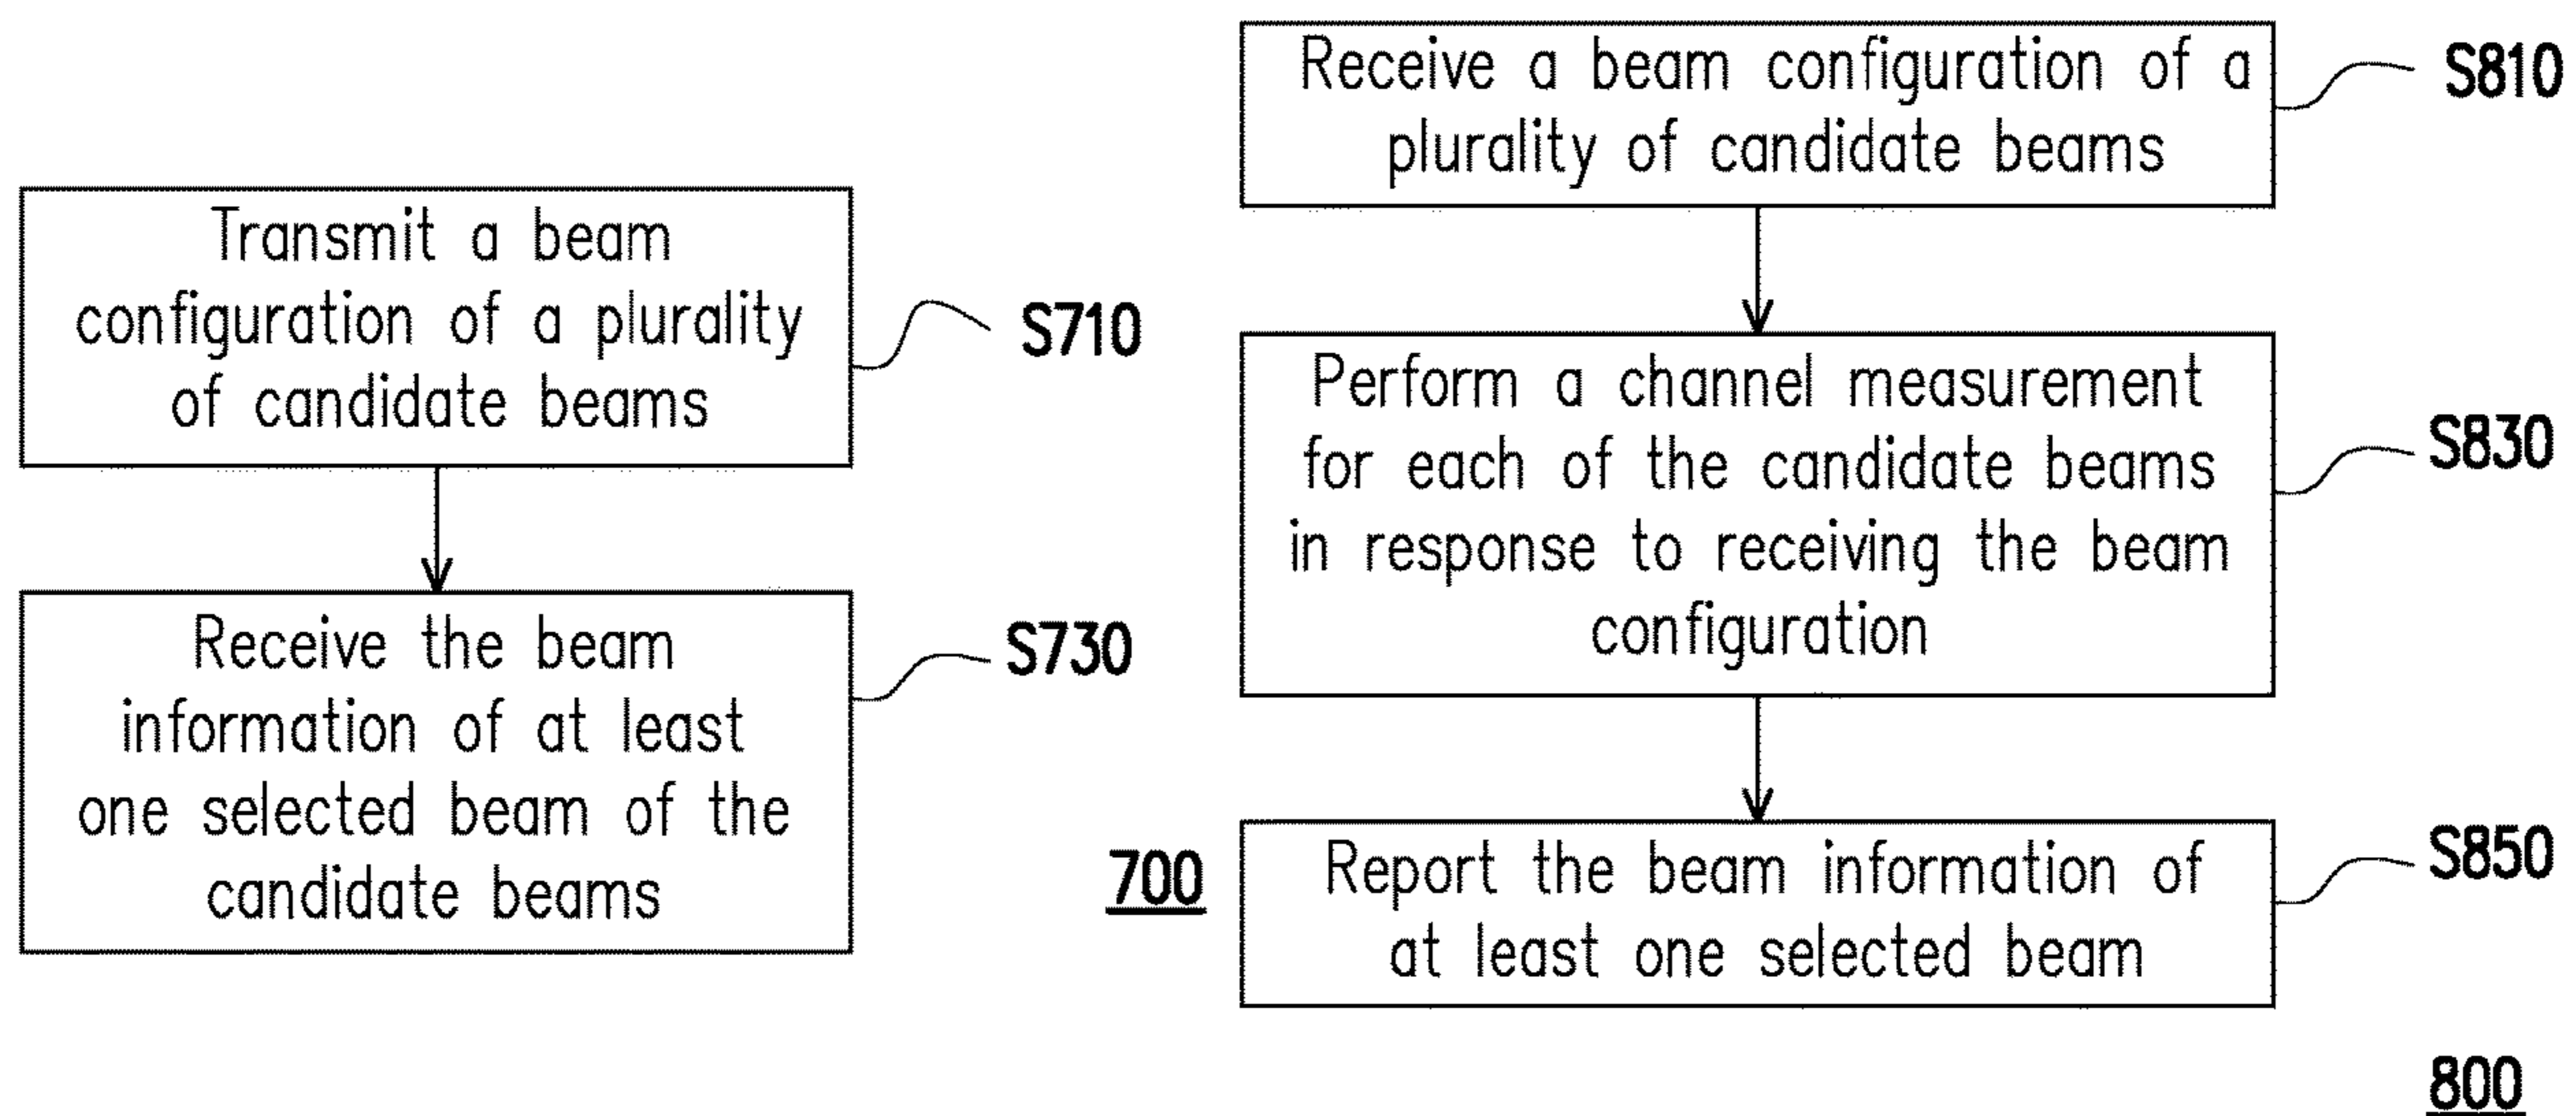 Transmit a beam
configuration of a plurality
of candidate beams
S710
Receive the beam
information of at least
one selected beam of the
candidate beams
S730
700
Receive a beam configuration of a
plurality of candidate beams
S810
Perform a channel measurement
for each of the candidate beams
in response to receiving the beam
configuration
S830
Report the beam information of
at least one selected beam
S850
800